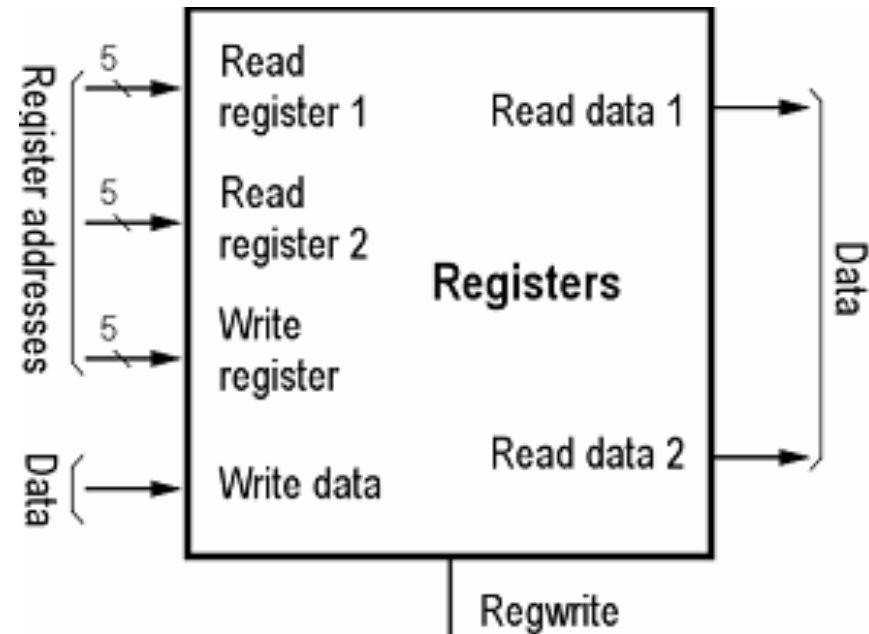 Register addresses
5
Read
register 1
5
Read
register 2
5
Write
register
Data
Write data
Registers
Read data 1
Read data 2
Data
Regwrite